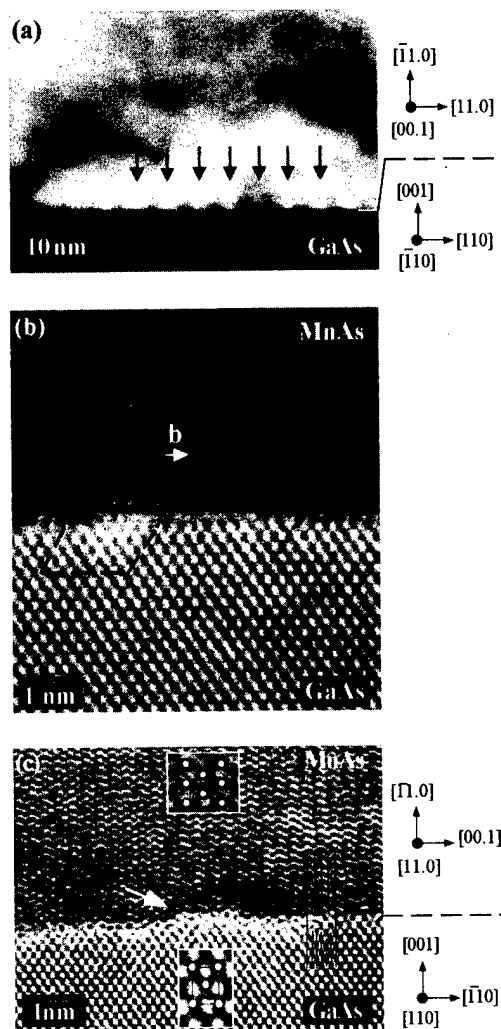 (a)
[1̄1.0]
[11.0]
[00.1]
[001]
[110]
[1̄10]
10 nm
GaAs
(b)
MnAs
b
1 nm
GaAs
(c)
MnAs
[1̄1.0]
[00.1]
[11.0]
[001]
[1̄10]
[110]
1nm
GaAs